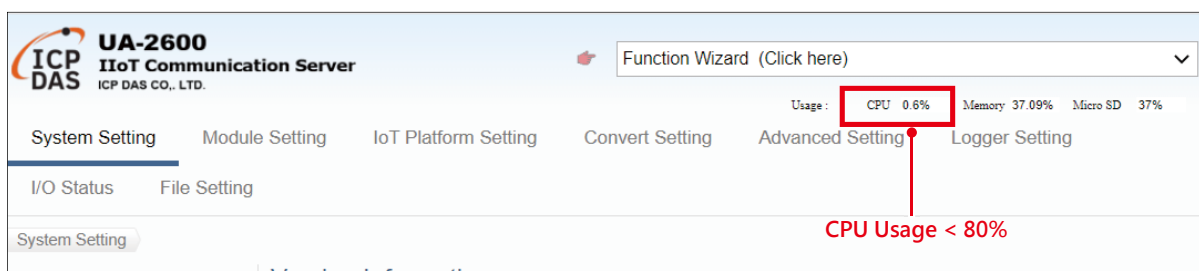 ICP DAS
UA-2600
IIoT Communication Server
ICP DAS CO,. LTD.
Function Wizard (Click here)
Usage : CPU 0.6% Memory 37.09% Micro SD 37%
System Setting Module Setting IoT Platform Setting Convert Setting Advanced Setting Logger Setting
I/O Status File Setting
CPU Usage < 80%
System Setting